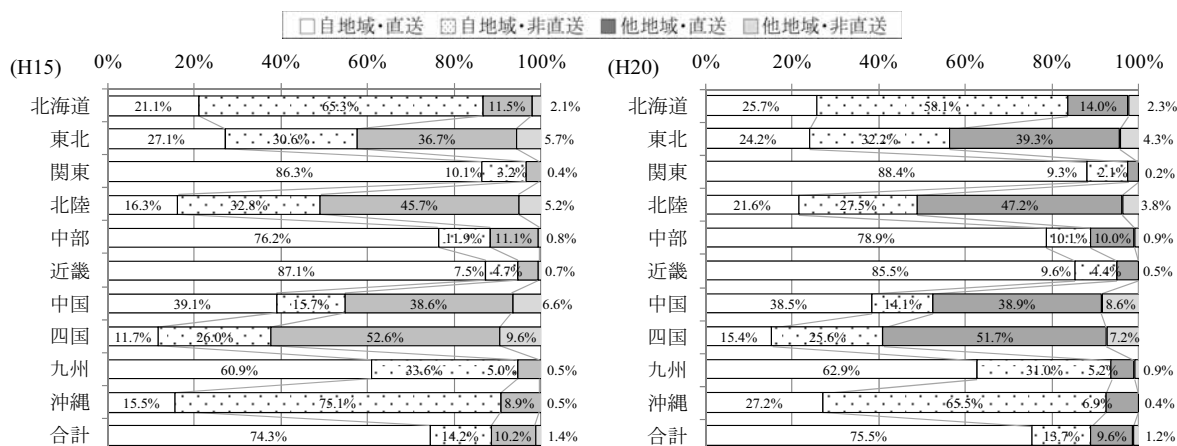 自地域・直送 自地域・非直送 他地域・直送 他地域・非直送
(H15) 0% 20% 40% 60% 80% 100%
北海道 21.1% 65.3% 11.5% 2.1%
東北 27.1% 30.6% 36.7% 5.7%
関東 86.3% 10.1% 3.2% 0.4%
北陸 16.3% 32.8% 45.7% 5.2%
中部 76.2% 11.9% 11.1% 0.8%
近畿 87.1% 7.5% 4.7% 0.7%
中国 39.1% 15.7% 38.6% 6.6%
四国 11.7% 26.0% 52.6% 9.6%
九州 60.9% 33.6% 5.0% 0.5%
沖縄 15.5% 75.1% 8.9% 0.5%
合計 74.3% 14.2% 10.2% 1.4%
(H20) 0% 20% 40% 60% 80% 100%
北海道 25.7% 58.1% 14.0% 2.3%
東北 24.2% 32.2% 39.3% 4.3%
関東 88.4% 9.3% 2.1% 0.2%
北陸 21.6% 27.5% 47.2% 3.8%
中部 78.9% 10.1% 10.0% 0.9%
近畿 85.5% 9.6% 4.4% 0.5%
中国 38.5% 14.1% 38.9% 8.6%
四国 15.4% 25.6% 51.7% 7.2%
九州 62.9% 31.0% 5.2% 0.9%
沖縄 27.2% 65.5% 6.9% 0.4%
合計 75.5% 13.7% 9.6% 1.2%